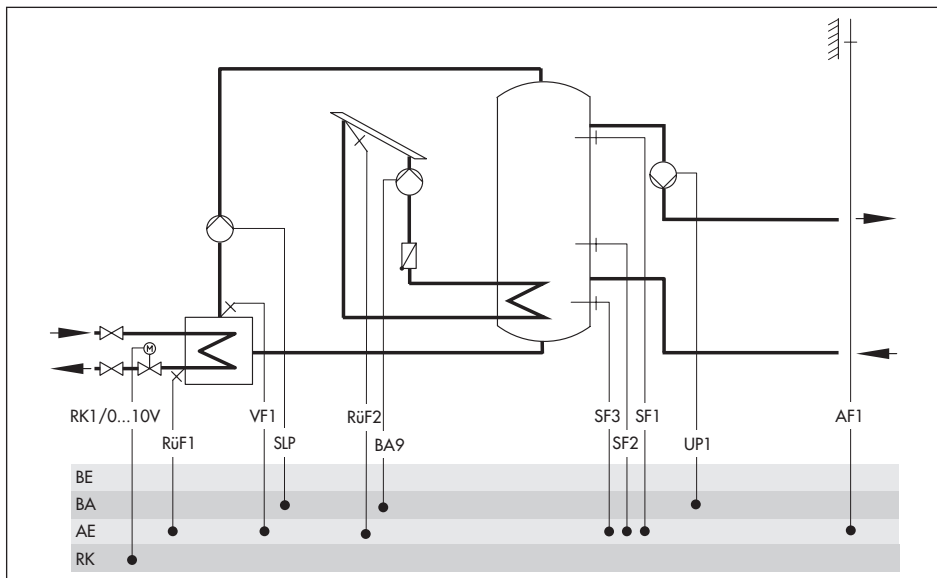 M
RK1/0...10V
VF1
RüF2
SF3
SF1
AF1
RüF1
SLP
BA9
SF2
UP1
BE
BA
AE
RK